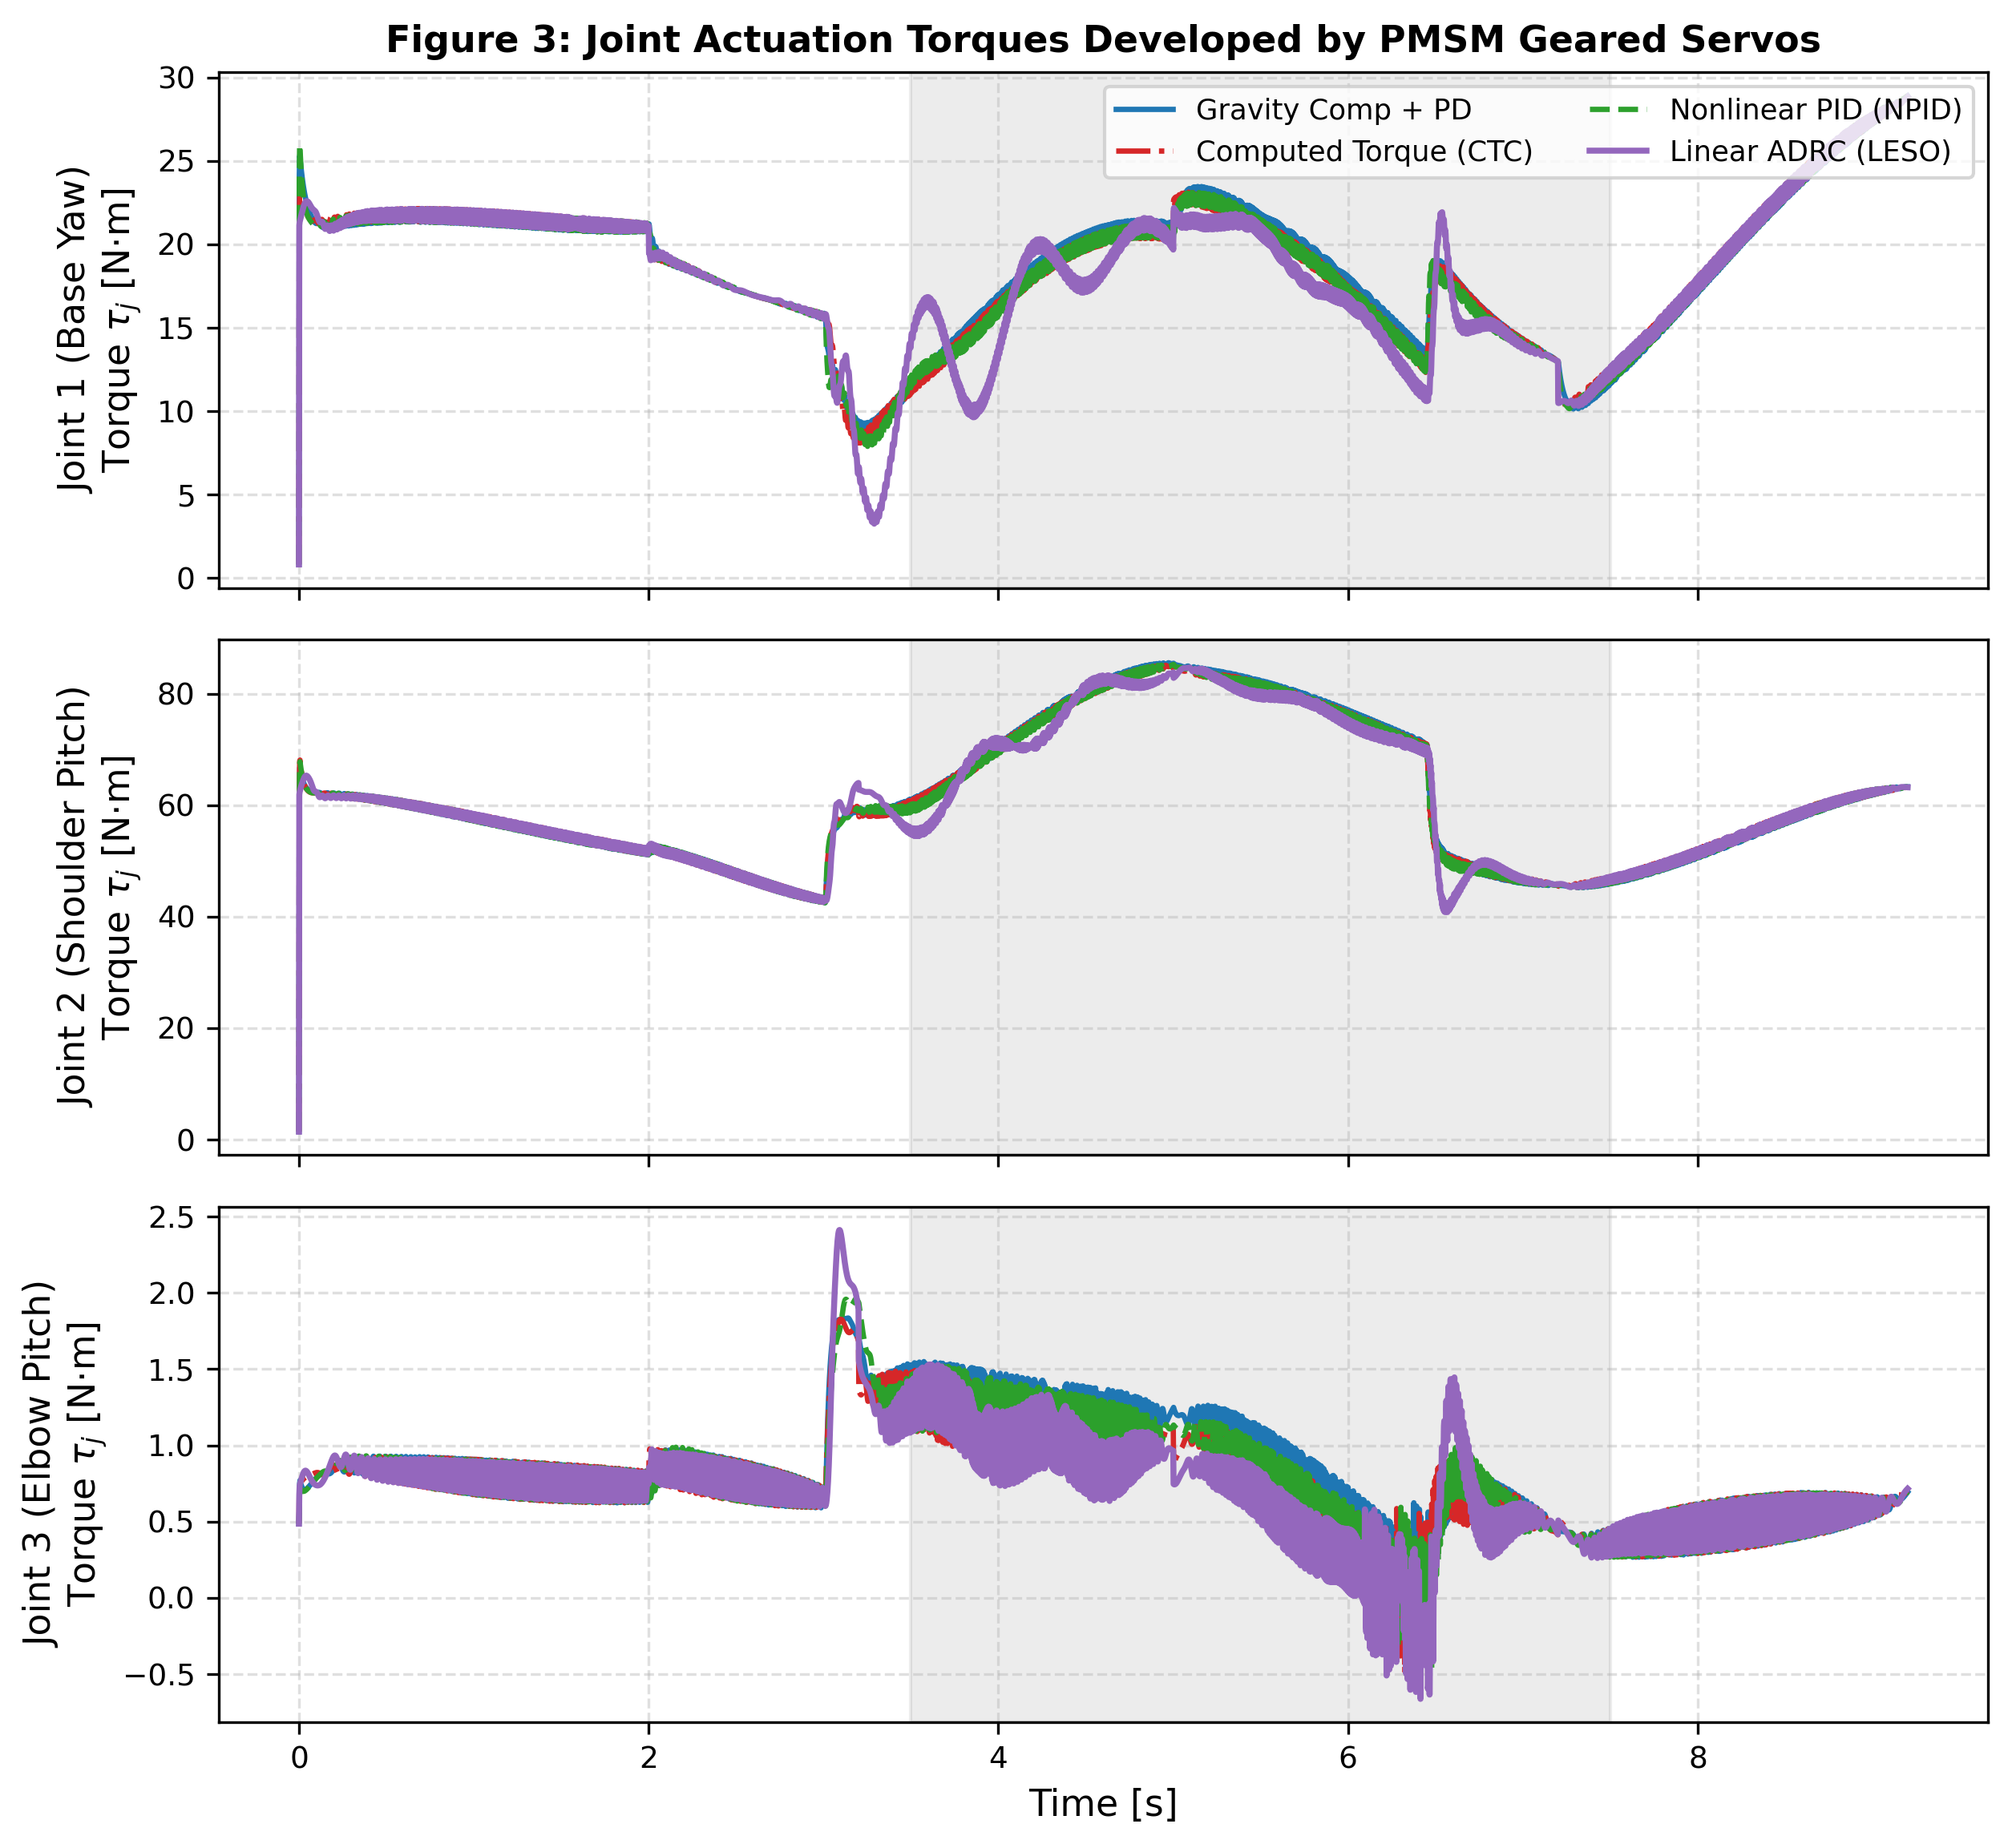 Figure 3: Joint Actuation Torques Developed by PMSM Geared Servos
Gravity Comp + PD
Computed Torque (CTC)
Nonlinear PID (NPID)
Linear ADRC (LESO)
Joint 1 (Base Yaw)
Torque τj [N·m]
30
25
20
15
10
5
0
Joint 2 (Shoulder Pitch)
Torque τj [N·m]
80
60
40
20
0
Joint 3 (Elbow Pitch)
Torque τj [N·m]
2.5
2.0
1.5
1.0
0.5
0.0
−0.5
0 2 4 6 8
Time [s]